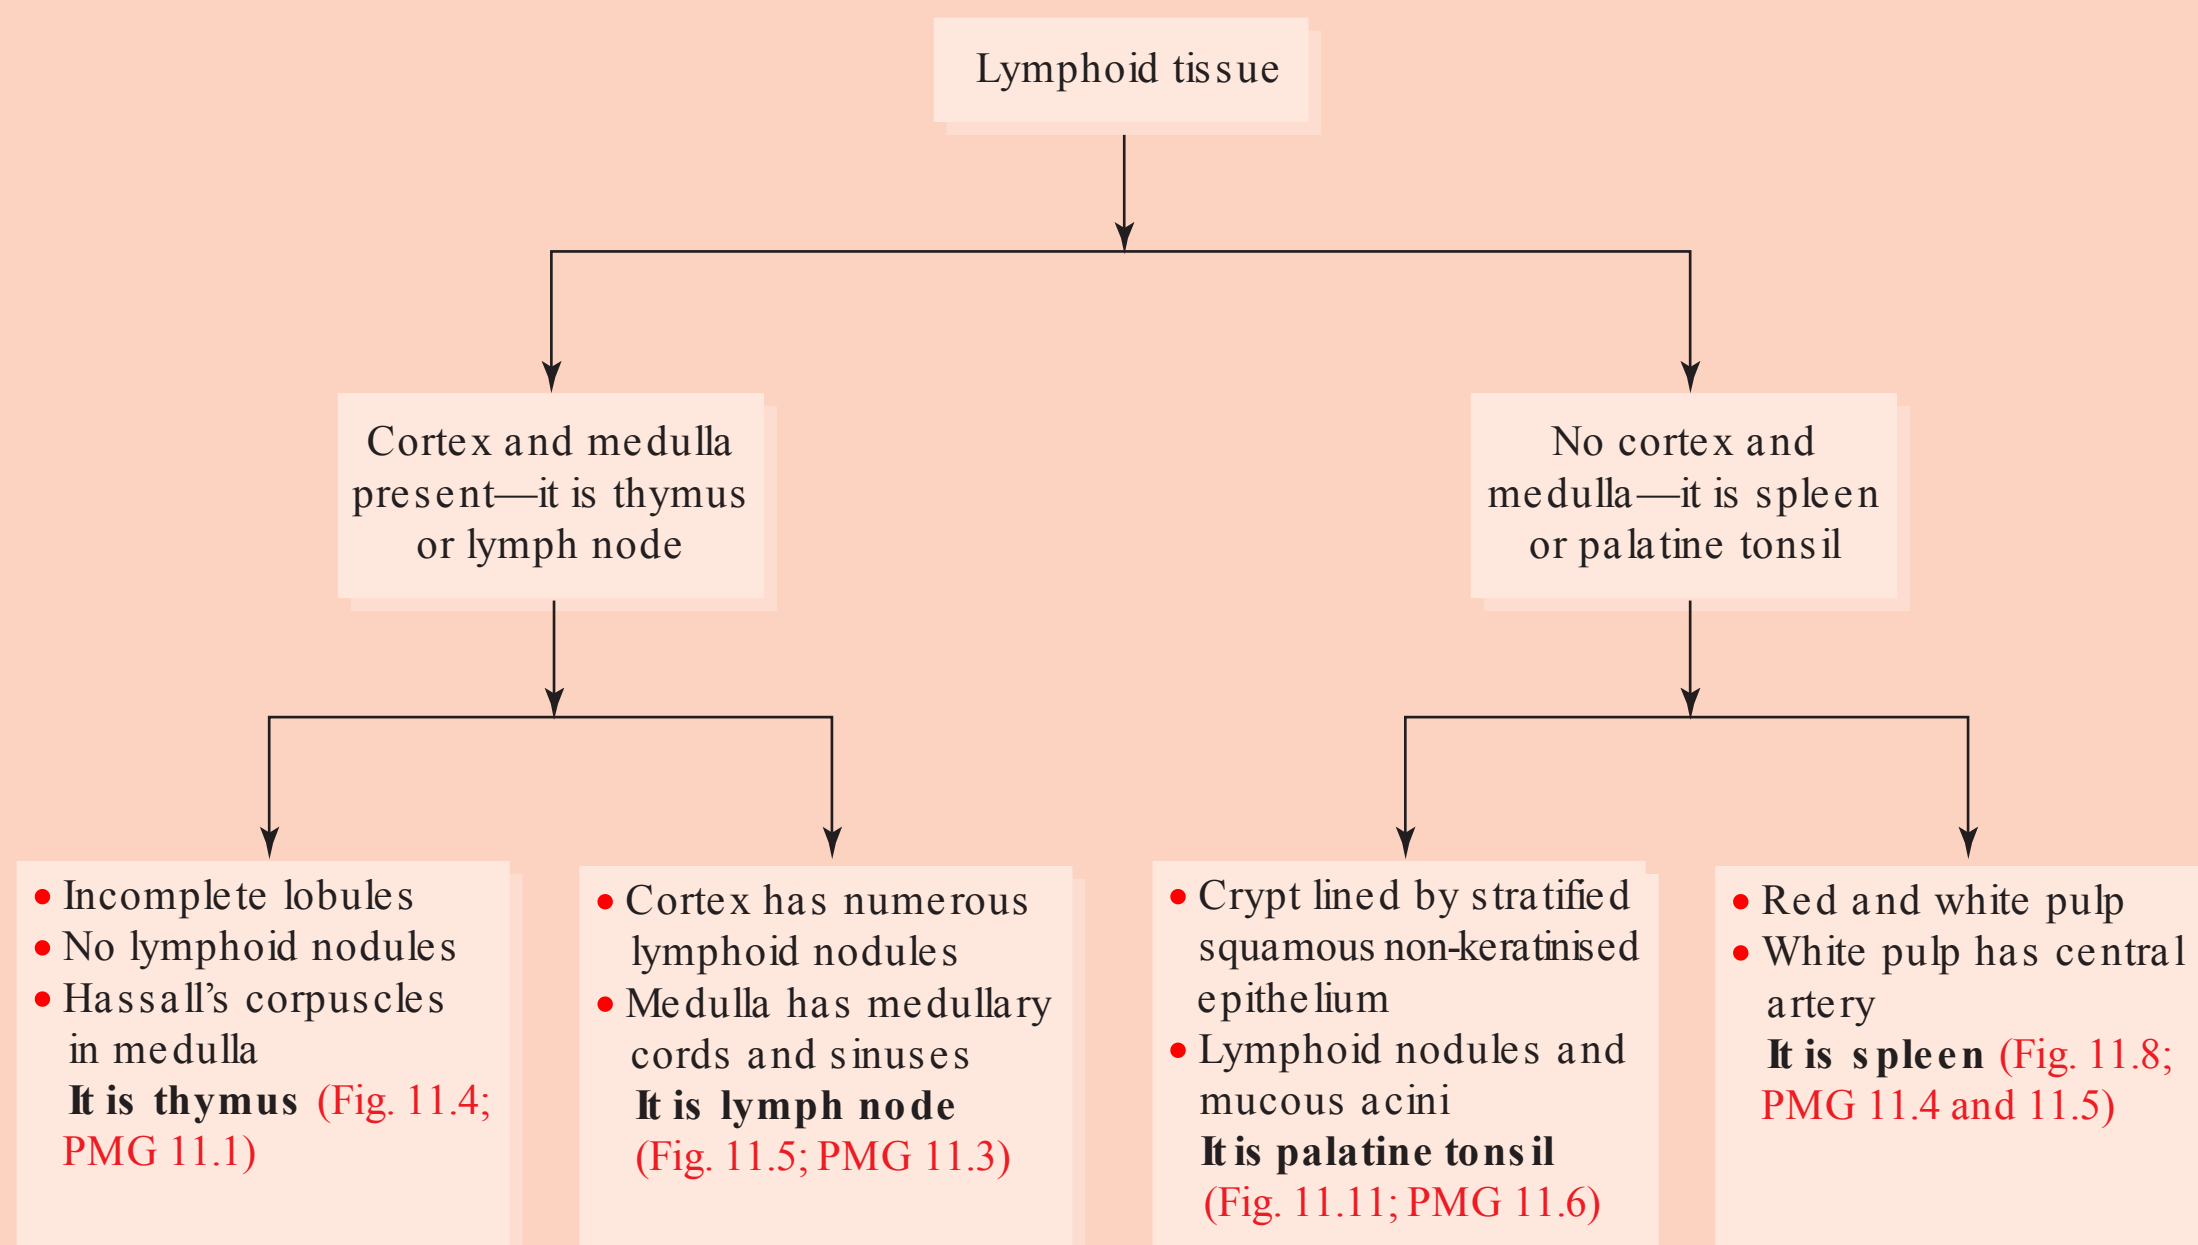 Lymphoid tissue
Cortex and medulla
present—it is thymus
or lymph node
No cortex and
medulla—it is spleen
or palatine tonsil
• Incomplete lobules
• No lymphoid nodules
• Hassall’s corpuscles
in medulla
It is thymus (Fig. 11.4;
PMG 11.1)
• Cortex has numerous
lymphoid nodules
• Medulla has medullary
cords and sinuses
It is lymph node
(Fig. 11.5; PMG 11.3)
• Crypt lined by stratified
squamous non-keratinised
epithelium
• Lymphoid nodules and
mucous acini
It is palatine tonsil
(Fig. 11.11; PMG 11.6)
• Red and white pulp
• White pulp has central
artery
It is spleen (Fig. 11.8;
PMG 11.4 and 11.5)